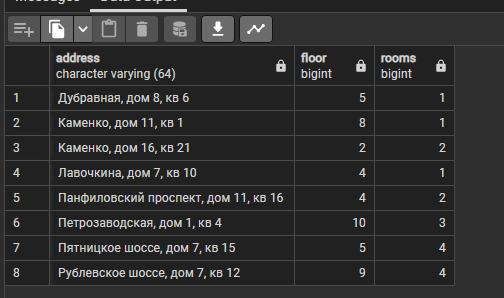 Messages Data Output
address floor rooms
character varying (64) bigint bigint
1 Дубравная, дом 8, кв 6 5 1
2 Каменко, дом 11, кв 1 8 1
3 Каменко, дом 16, кв 21 2 2
4 Лавочкина, дом 7, кв 10 4 1
5 Панфиловский проспект, дом 11, кв 16 4 2
6 Петрозаводская, дом 1, кв 4 10 3
7 Пятницкое шоссе, дом 7, кв 15 5 4
8 Рублевское шоссе, дом 7, кв 12 9 4